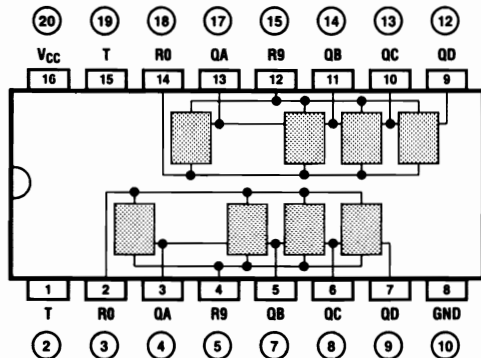 20 19 18 17 15 14 13 12
VCC T R0 QA R9 QB QC QD
16 15 14 13 12 11 10 9
1 2 3 4 5 6 7 8
T R0 QA R9 QB QC QD GND
2 3 4 5 7 8 9 10